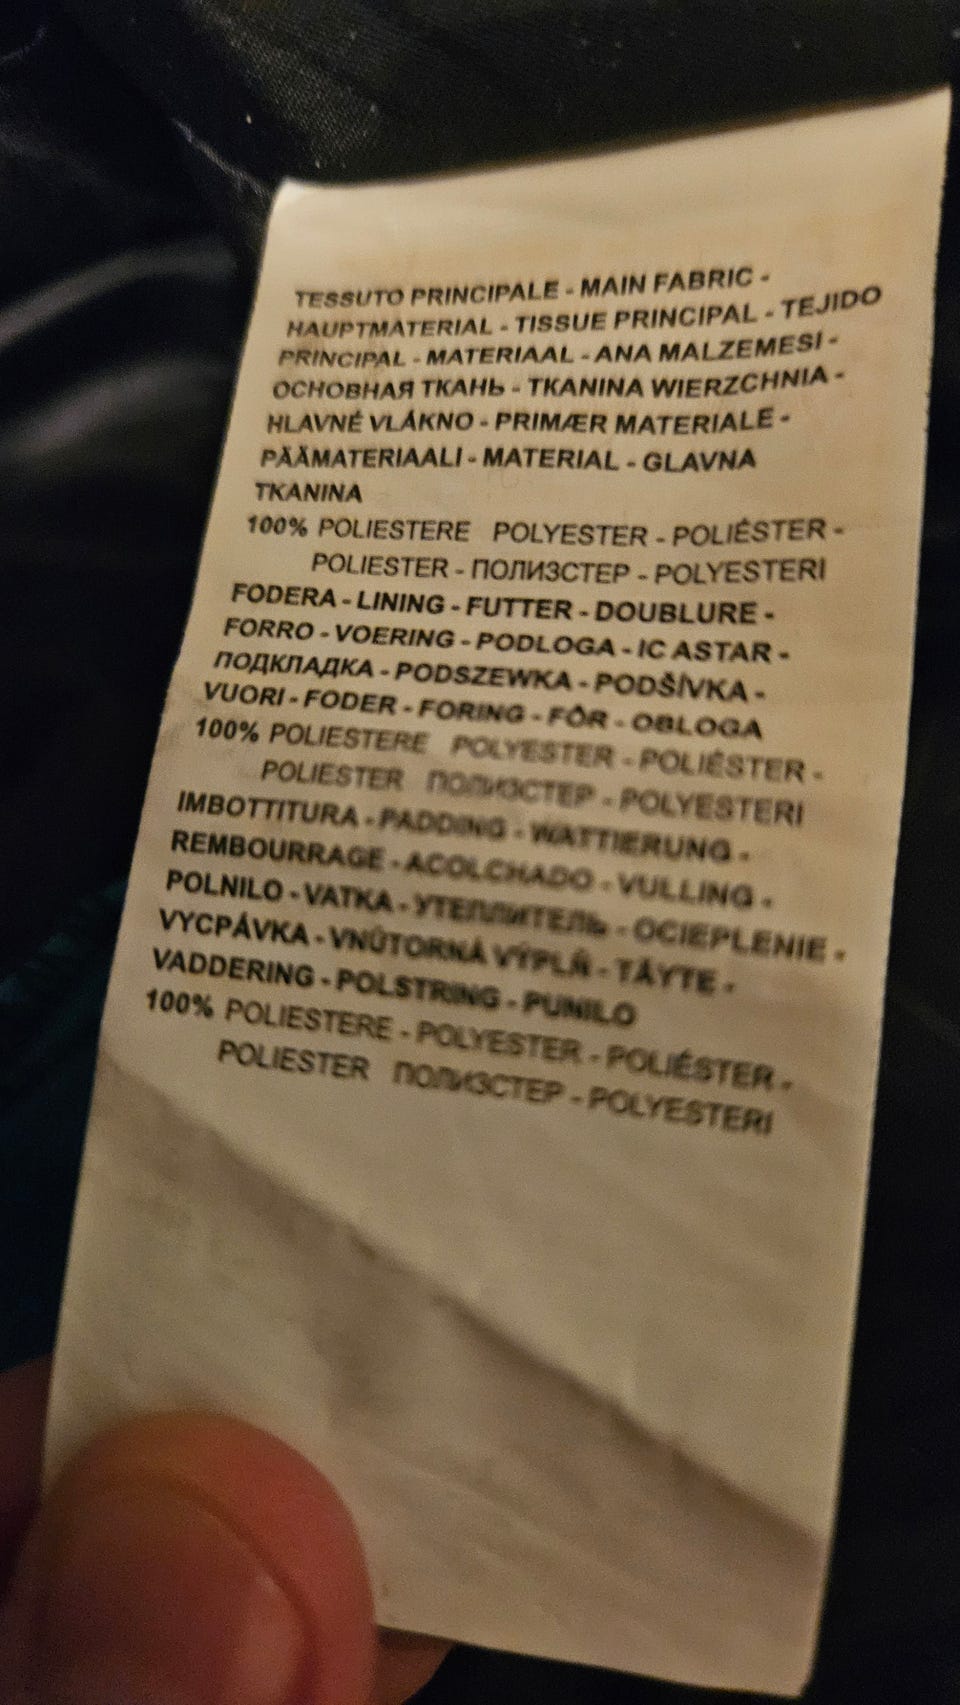 TESSUTO PRINCIPALE - MAIN FABRIC -
HAUPTMATERIAL - TISSUE PRINCIPAL - TEJIDO
PRINCIPAL - MATERIAAL - ANA MALZEMESI -
ОСНОВНАЯ ТКАНЬ - TKANINA WIERZCHNIA -
HLAVNÉ VLÁKNO - PRIMÆR MATERIALE -
PÄÄMATERIAALI - MATERIAL - GLAVNA
TKANINA
100% POLIESTERE POLYESTER - POLIÉSTER -
POLIESTER - ПОЛИЗСТЕР - POLYESTERI
FODERA - LINING - FUTTER - DOUBLURE -
FORRO - VOERING - PODLOGA - IC ASTAR -
ПОДКЛАДКА - PODSZEWKA - PODŠÍVKA -
VUORI - FODER - FORING - FÔR - OBLOGA
100% POLIESTERE POLYESTER - POLIÉSTER -
POLIESTER ПОЛИЗСТЕР - POLYESTERI
IMBOTTITURA - PADDING - WATTIERUNG -
REMBOURRAGE - ACOLCHADO - VULLING -
POLNILO - VATKA - УТЕПЛИТЕЛЬ - OCIEPLENIE -
VYCPÁVKA - VNÚTORNÁ VÝPLŇ - TÄYTE -
VADDERING - POLSTRING - PUNILO
100% POLIESTERE - POLYESTER - POLIÉSTER -
POLIESTER ПОЛИЗСТЕР - POLYESTERI